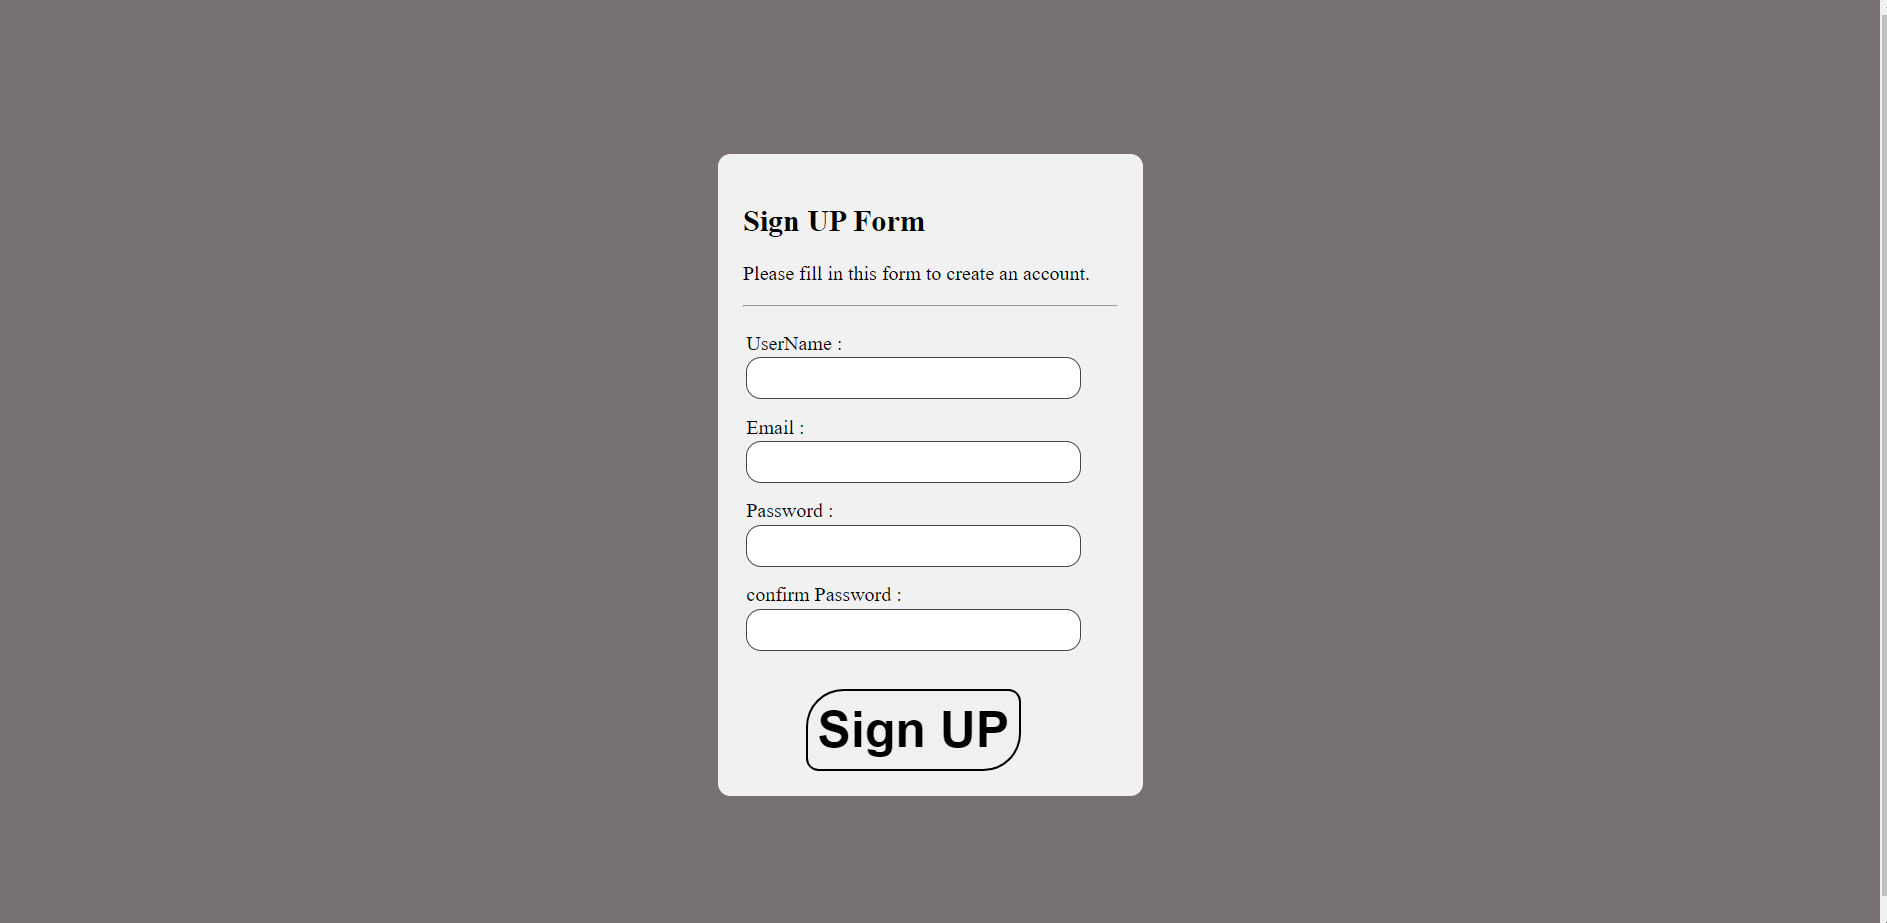 Sign UP Form
Please fill in this form to create an account.
UserName :
Email :
Password :
confirm Password :
Sign UP